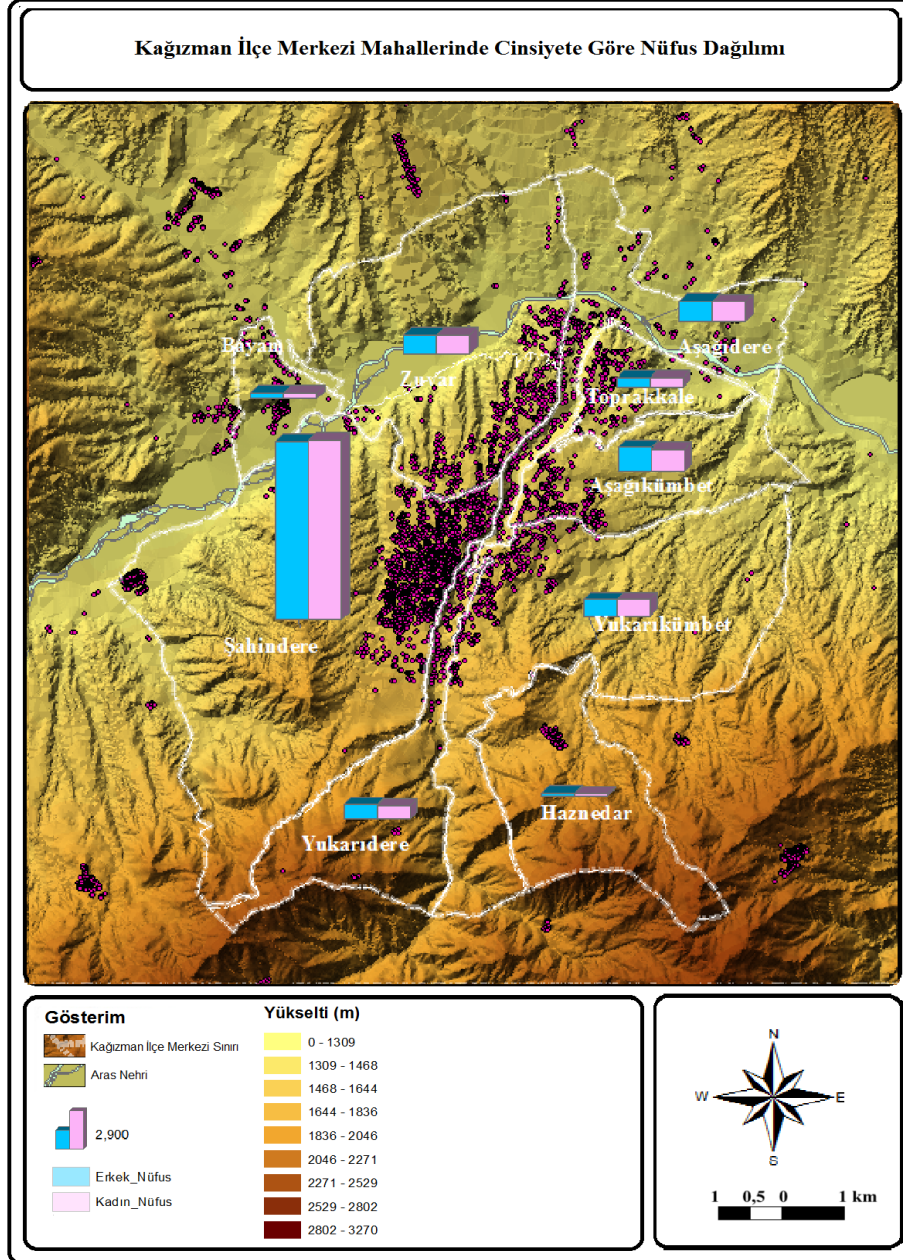 Kağızman İlçe Merkezi Mahallerinde Cinsiyete Göre Nüfus Dağılımı
Bayam
Zuvar
Aşağıdere
Toprakkale
Aşağıkümbet
Yukarıkümbet
Şahindere
Haznedar
Yukarıdere
Gösterim
Kağızman İlçe Merkezi Sınırı
Aras Nehri
2,900
Erkek_Nüfus
Kadın_Nüfus
Yükselti (m)
0 - 1309
1309 - 1468
1468 - 1644
1644 - 1836
1836 - 2046
2046 - 2271
2271 - 2529
2529 - 2802
2802 - 3270
N
W E
S
1 0,5 0 1 km